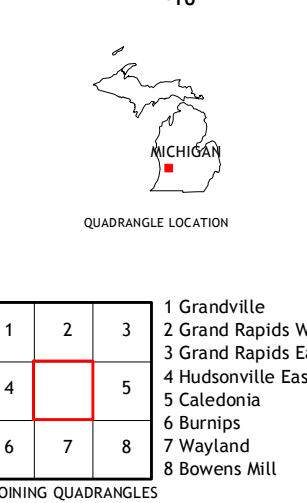 MICHIGAN
QUADRANGLE LOCATION
1 2 3
4 5
6 7 8
1 Grandville
2 Grand Rapids W
3 Grand Rapids Ea
4 Hudsonville Eas
5 Caledonia
6 Burnips
7 Wayland
8 Bowens Mill
OINING QUADRANGLES